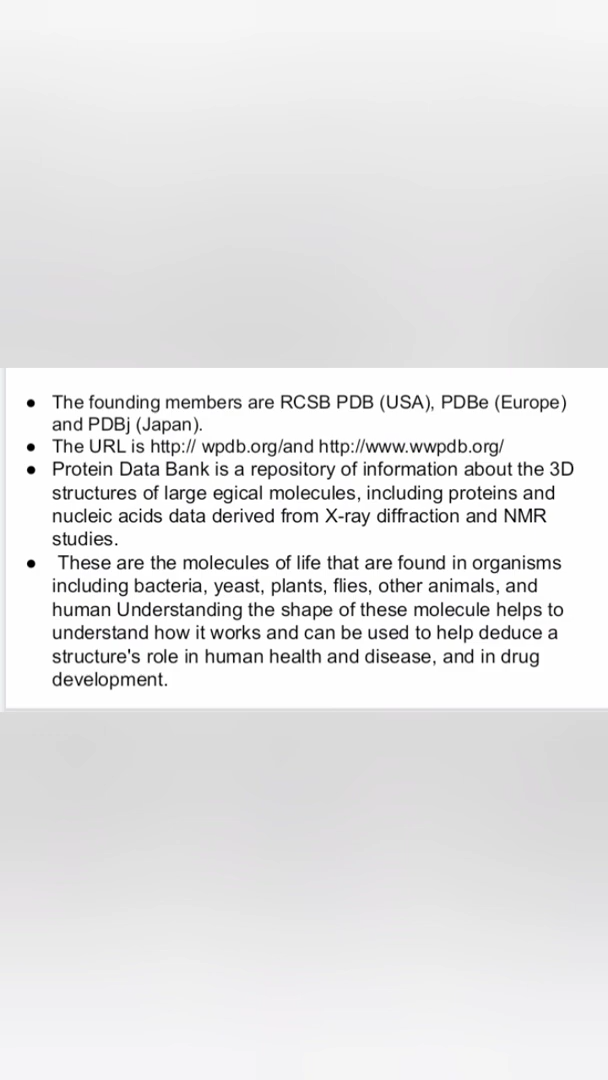 ● The founding members are RCSB PDB (USA), PDBe (Europe)
and PDBj (Japan).
● The URL is http:// wpdb.org/and http://www.wwpdb.org/
● Protein Data Bank is a repository of information about the 3D
structures of large egical molecules, including proteins and
nucleic acids data derived from X-ray diffraction and NMR
studies.
● These are the molecules of life that are found in organisms
including bacteria, yeast, plants, flies, other animals, and
human Understanding the shape of these molecule helps to
understand how it works and can be used to help deduce a
structure's role in human health and disease, and in drug
development.